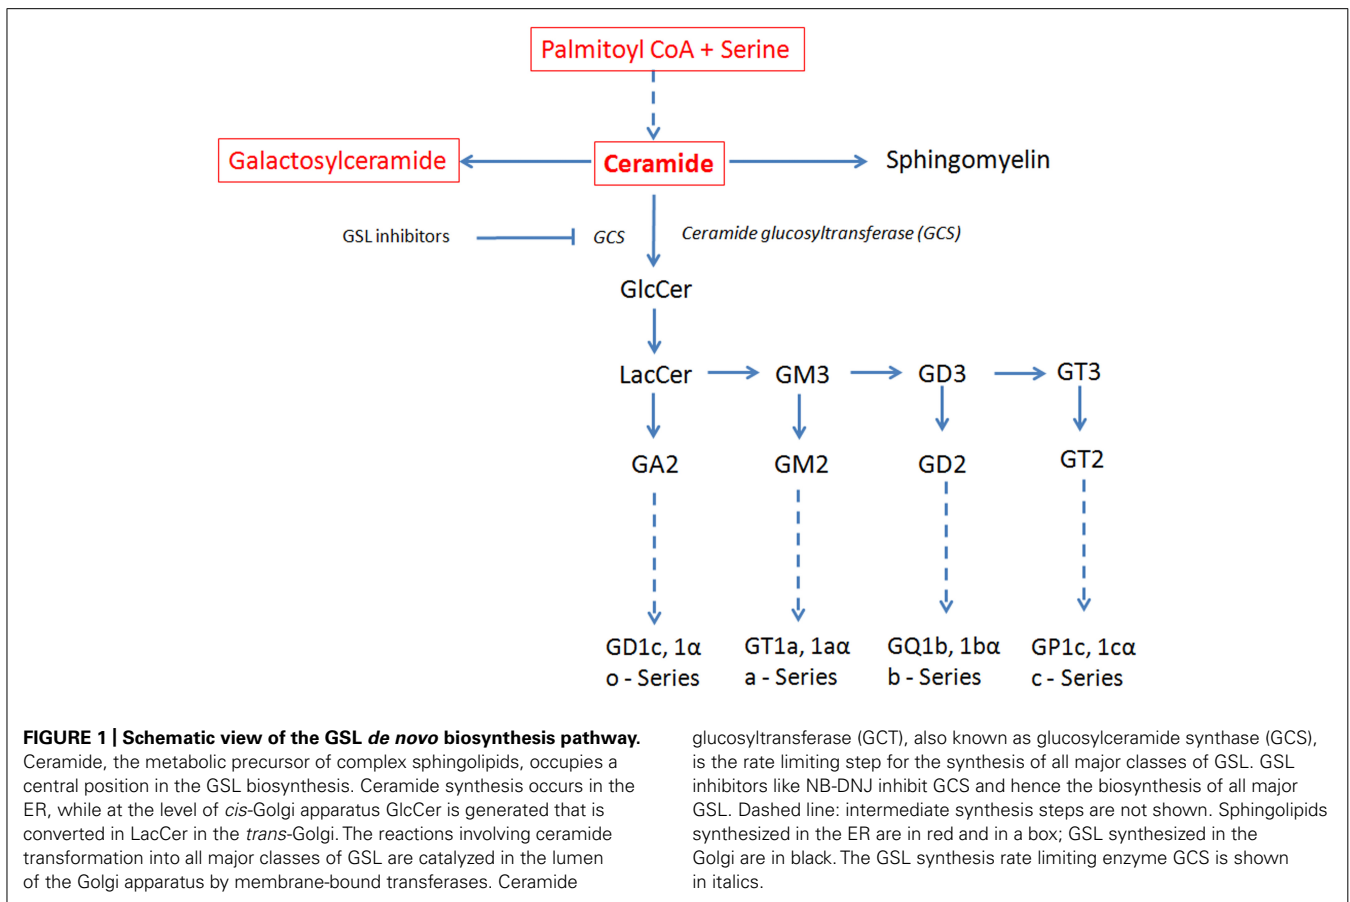 Palmitoyl CoA + Serine
Galactosylceramide
Ceramide
Sphingomyelin
GSL inhibitors
GCS
Ceramide glucosyltransferase (GCS)
GlcCer
LacCer
GM3
GD3
GT3
GA2
GM2
GD2
GT2
GD1c, 1α
o - Series
GT1a, 1aα
a - Series
GQ1b, 1bα
b - Series
GP1c, 1cα
c - Series
FIGURE 1 | Schematic view of the GSL de novo biosynthesis pathway.
Ceramide, the metabolic precursor of complex sphingolipids, occupies a
central position in the GSL biosynthesis. Ceramide synthesis occurs in the
ER, while at the level of cis-Golgi apparatus GlcCer is generated that is
converted in LacCer in the trans-Golgi. The reactions involving ceramide
transformation into all major classes of GSL are catalyzed in the lumen
of the Golgi apparatus by membrane-bound transferases. Ceramide
glucosyltransferase (GCT), also known as glucosylceramide synthase (GCS),
is the rate limiting step for the synthesis of all major classes of GSL. GSL
inhibitors like NB-DNJ inhibit GCS and hence the biosynthesis of all major
GSL. Dashed line: intermediate synthesis steps are not shown. Sphingolipids
synthesized in the ER are in red and in a box; GSL synthesized in the
Golgi are in black. The GSL synthesis rate limiting enzyme GCS is shown
in italics.